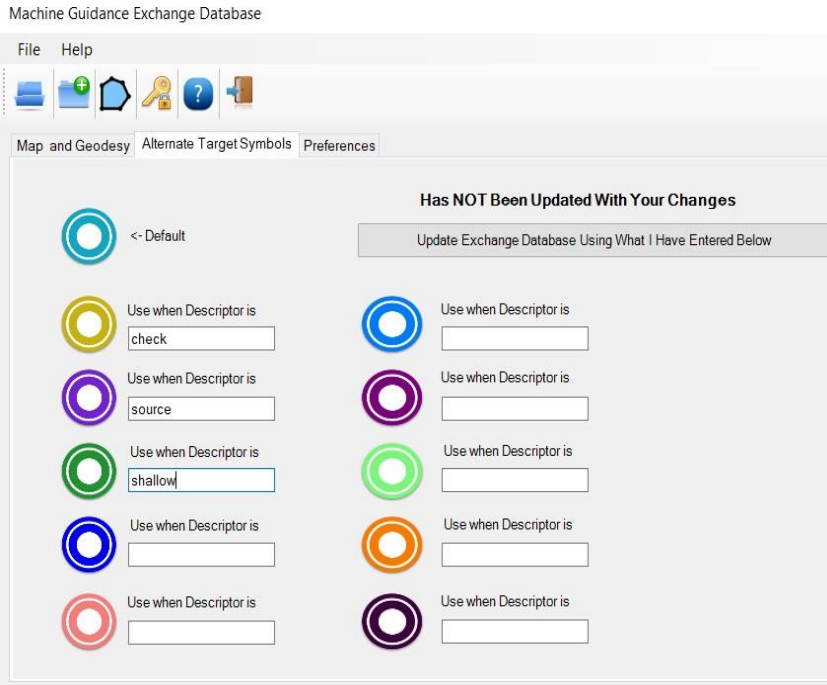 Machine Guidance Exchange Database
File Help
?
Map and Geodesy Alternate Target Symbols Preferences
Has NOT Been Updated With Your Changes
<- Default
Update Exchange Database Using What I Have Entered Below
Use when Descriptor is
check
Use when Descriptor is
Use when Descriptor is
source
Use when Descriptor is
Use when Descriptor is
shallow
Use when Descriptor is
Use when Descriptor is
Use when Descriptor is
Use when Descriptor is
Use when Descriptor is